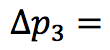 Δp₃ =